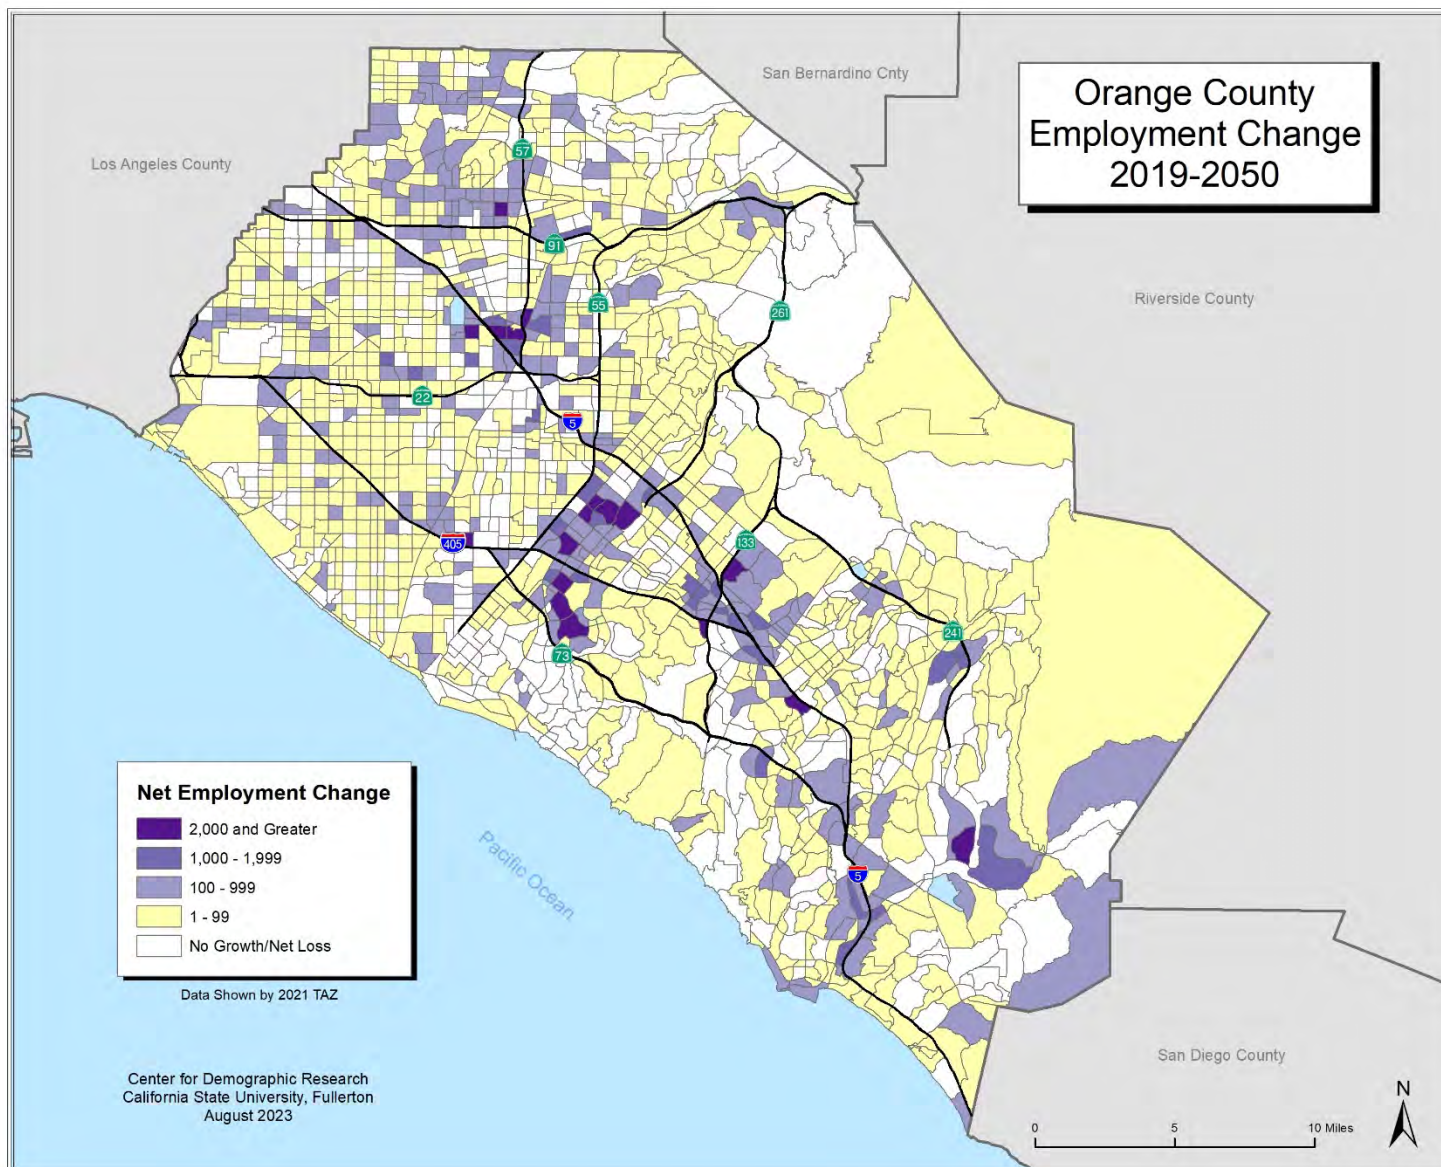 Orange County
Employment Change
2019-2050
San Bernardino Cnty
Los Angeles County
Riverside County
57
91
55
261
22
5
405
133
241
73
5
Net Employment Change
2,000 and Greater
1,000 - 1,999
100 - 999
1 - 99
No Growth/Net Loss
Data Shown by 2021 TAZ
Pacific Ocean
Center for Demographic Research
California State University, Fullerton
August 2023
San Diego County
N
0 5 10 Miles